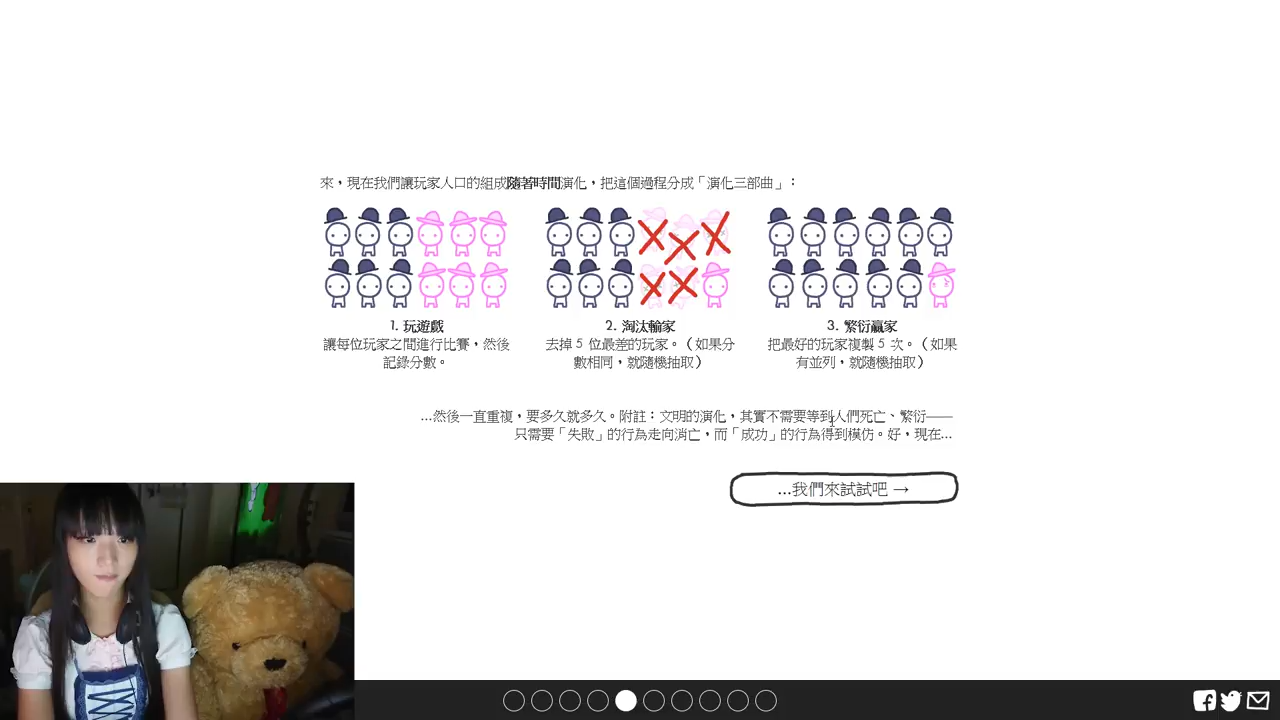 來，現在我們讓玩家人口的組成隨著時間演化，把這個過程分成「演化三部曲」：
1. 玩遊戲
讓每位玩家之間進行比賽，然後
記錄分數。
2. 淘汰輸家
去掉 5 位最差的玩家。（如果分
數相同，就隨機抽取）
3. 繁衍贏家
把最好的玩家複製 5 次。（如果
有並列，就隨機抽取）
...然後一直重複，要多久就多久。附註：文明的演化，其實不需要等到人們死亡、繁衍——
只需要「失敗」的行為走向消亡，而「成功」的行為得到模仿。好，現在...
...我們來試試吧 →